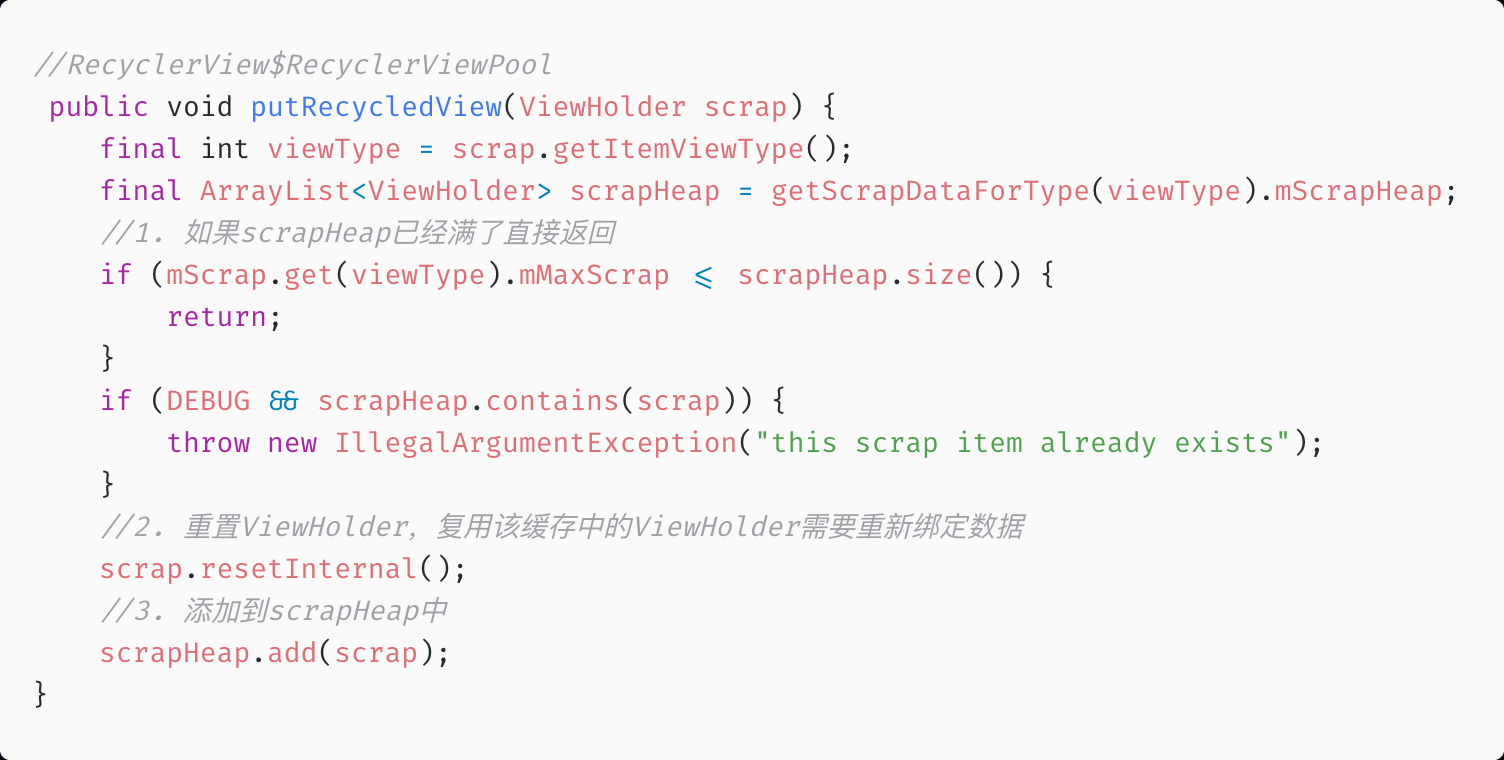 //RecyclerView$RecyclerViewPool
 public void putRecycledView(ViewHolder scrap) {
    final int viewType = scrap.getItemViewType();
    final ArrayList<ViewHolder> scrapHeap = getScrapDataForType(viewType).mScrapHeap;
    //1. 如果scrapHeap已经满了直接返回
    if (mScrap.get(viewType).mMaxScrap <= scrapHeap.size()) {
        return;
    }
    if (DEBUG && scrapHeap.contains(scrap)) {
        throw new IllegalArgumentException("this scrap item already exists");
    }
    //2. 重置ViewHolder，复用该缓存中的ViewHolder需要重新绑定数据
    scrap.resetInternal();
    //3. 添加到scrapHeap中
    scrapHeap.add(scrap);
}